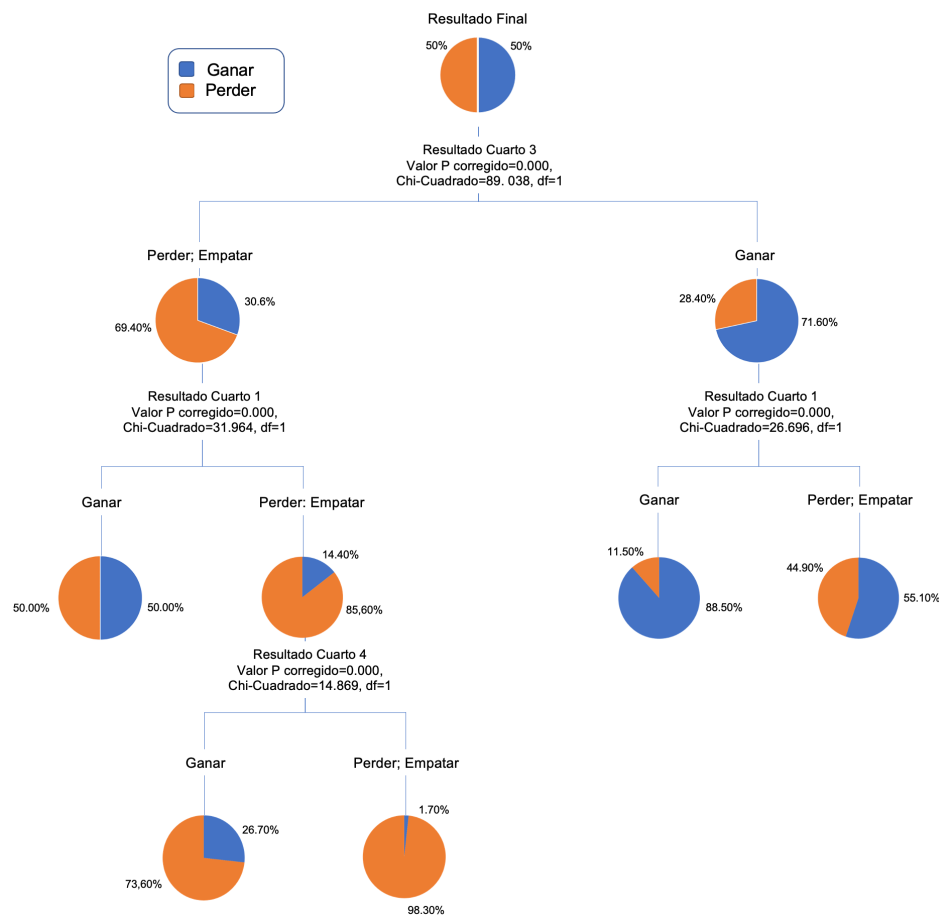 Resultado Final
50%
50%
Ganar
Perder
Resultado Cuarto 3
Valor P corregido=0.000,
Chi-Cuadrado=89. 038, df=1
Perder; Empatar
Ganar
30.6%
69.40%
28.40%
71.60%
Resultado Cuarto 1
Valor P corregido=0.000,
Chi-Cuadrado=31.964, df=1
Resultado Cuarto 1
Valor P corregido=0.000,
Chi-Cuadrado=26.696, df=1
Ganar
Perder: Empatar
Ganar
Perder; Empatar
50.00%
50.00%
14.40%
85,60%
11.50%
88.50%
44.90%
55.10%
Resultado Cuarto 4
Valor P corregido=0.000,
Chi-Cuadrado=14.869, df=1
Ganar
Perder; Empatar
26.70%
73,60%
1.70%
98.30%